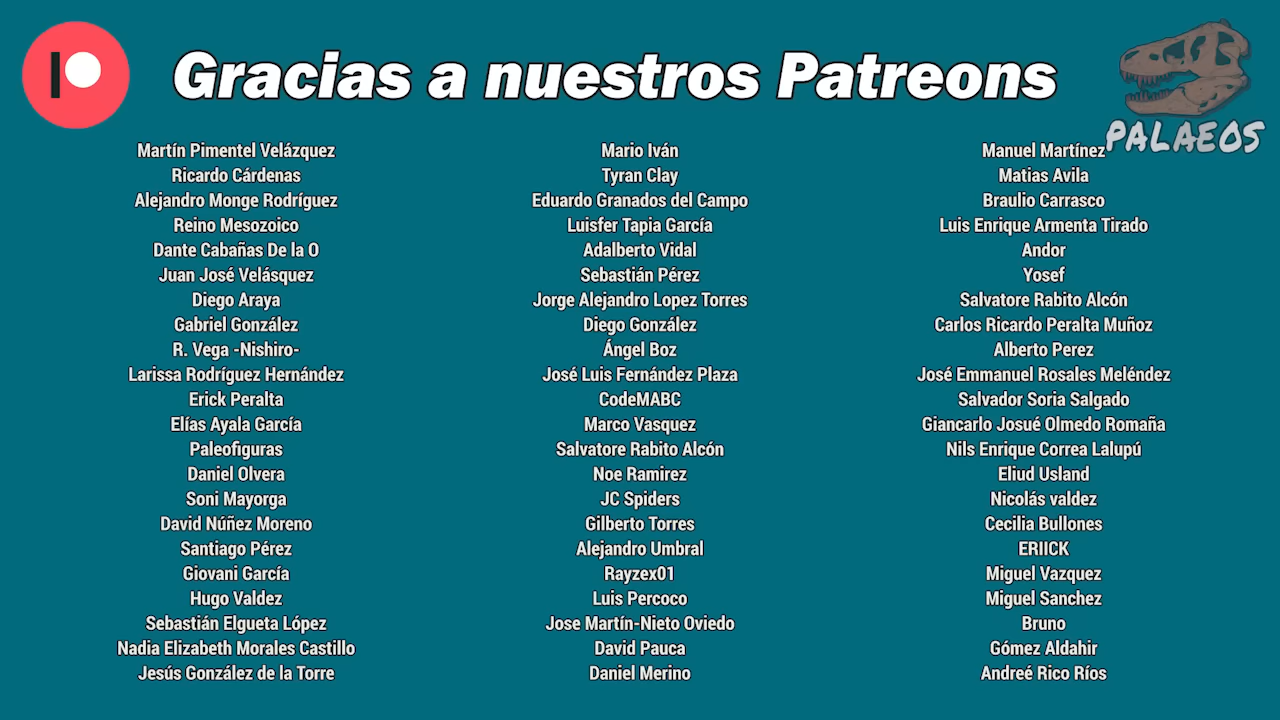 Gracias a nuestros Patreons
PALAEOS
Martín Pimentel Velázquez
Ricardo Cárdenas
Alejandro Monge Rodríguez
Reino Mesozoico
Dante Cabañas De la O
Juan José Velásquez
Diego Araya
Gabriel González
R. Vega -Nishiro-
Larissa Rodríguez Hernández
Erick Peralta
Elías Ayala García
Paleofiguras
Daniel Olvera
Soni Mayorga
David Núñez Moreno
Santiago Pérez
Giovani García
Hugo Valdez
Sebastián Elgueta López
Nadia Elizabeth Morales Castillo
Jesús González de la Torre
Mario Iván
Tyran Clay
Eduardo Granados del Campo
Luisfer Tapia García
Adalberto Vidal
Sebastián Pérez
Jorge Alejandro Lopez Torres
Diego González
Ángel Boz
José Luis Fernández Plaza
CodeMABC
Marco Vasquez
Salvatore Rabito Alcón
Noe Ramirez
JC Spiders
Gilberto Torres
Alejandro Umbral
Rayzex01
Luis Percoco
Jose Martín-Nieto Oviedo
David Pauca
Daniel Merino
Manuel Martínez
Matias Avila
Braulio Carrasco
Luis Enrique Armenta Tirado
Andor
Yosef
Salvatore Rabito Alcón
Carlos Ricardo Peralta Muñoz
Alberto Perez
José Emmanuel Rosales Meléndez
Salvador Soria Salgado
Giancarlo Josué Olmedo Romaña
Nils Enrique Correa Lalupú
Eliud Usland
Nicolás valdez
Cecilia Bullones
ERIICK
Miguel Vazquez
Miguel Sanchez
Bruno
Gómez Aldahir
Andreé Rico Ríos